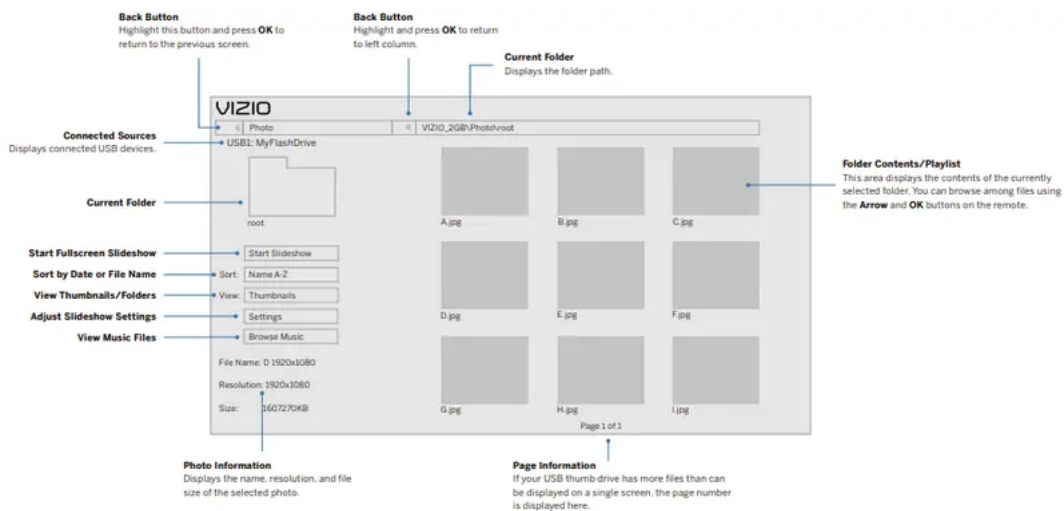 Back Button
Highlight this button and press OK to
return to the previous screen.
Back Button
Highlight and press OK to return
to left column.
Current Folder
Displays the folder path.
VIZIO
Photo
VIZIO_2GB\Photo\root
Connected Sources
Displays connected USB devices.
USB1: MyFlashDrive
Folder Contents/Playlist
This area displays the contents of the currently
selected folder. You can browse among files using
the Arrow and OK buttons on the remote.
Current Folder
root
A.jpg
B.jpg
C.jpg
Start Fullscreen Slideshow
Start Slideshow
Sort by Date or File Name
Sort: Name A-Z
View Thumbnails/Folders
View: Thumbnails
Adjust Slideshow Settings
Settings
View Music Files
Browse Music
D.jpg
E.jpg
F.jpg
File Name: D 1920x1080
Resolution: 1920x1080
Size: 1607270KB
G.jpg
H.jpg
I.jpg
Page 1 of 1
Photo Information
Displays the name, resolution, and file
size of the selected photo.
Page Information
If your USB thumb drive has more files than can
be displayed on a single screen, the page number
is displayed here.